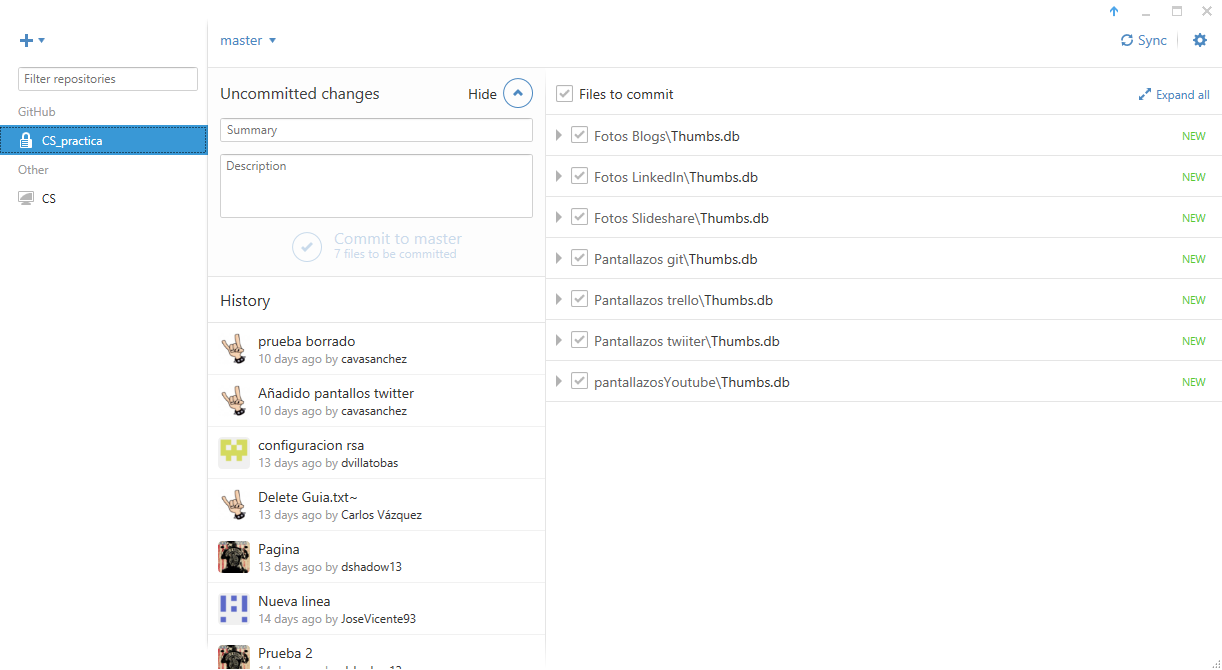 master
Sync
Filter repositories
GitHub
CS_practica
Other
CS
Uncommitted changes
Hide
Summary
Description
Commit to master
7 files to be committed
History
prueba borrado
10 days ago by cavasanchez
Añadido pantallos twitter
10 days ago by cavasanchez
configuracion rsa
13 days ago by dvillatobas
Delete Guia.txt~
13 days ago by Carlos Vázquez
Pagina
13 days ago by dshadow13
Nueva linea
14 days ago by JoseVicente93
Prueba 2
Files to commit
Expand all
Fotos Blogs\Thumbs.db NEW
Fotos LinkedIn\Thumbs.db NEW
Fotos Slideshare\Thumbs.db NEW
Pantallazos git\Thumbs.db NEW
Pantallazos trello\Thumbs.db NEW
Pantallazos twiiter\Thumbs.db NEW
pantallazosYoutube\Thumbs.db NEW